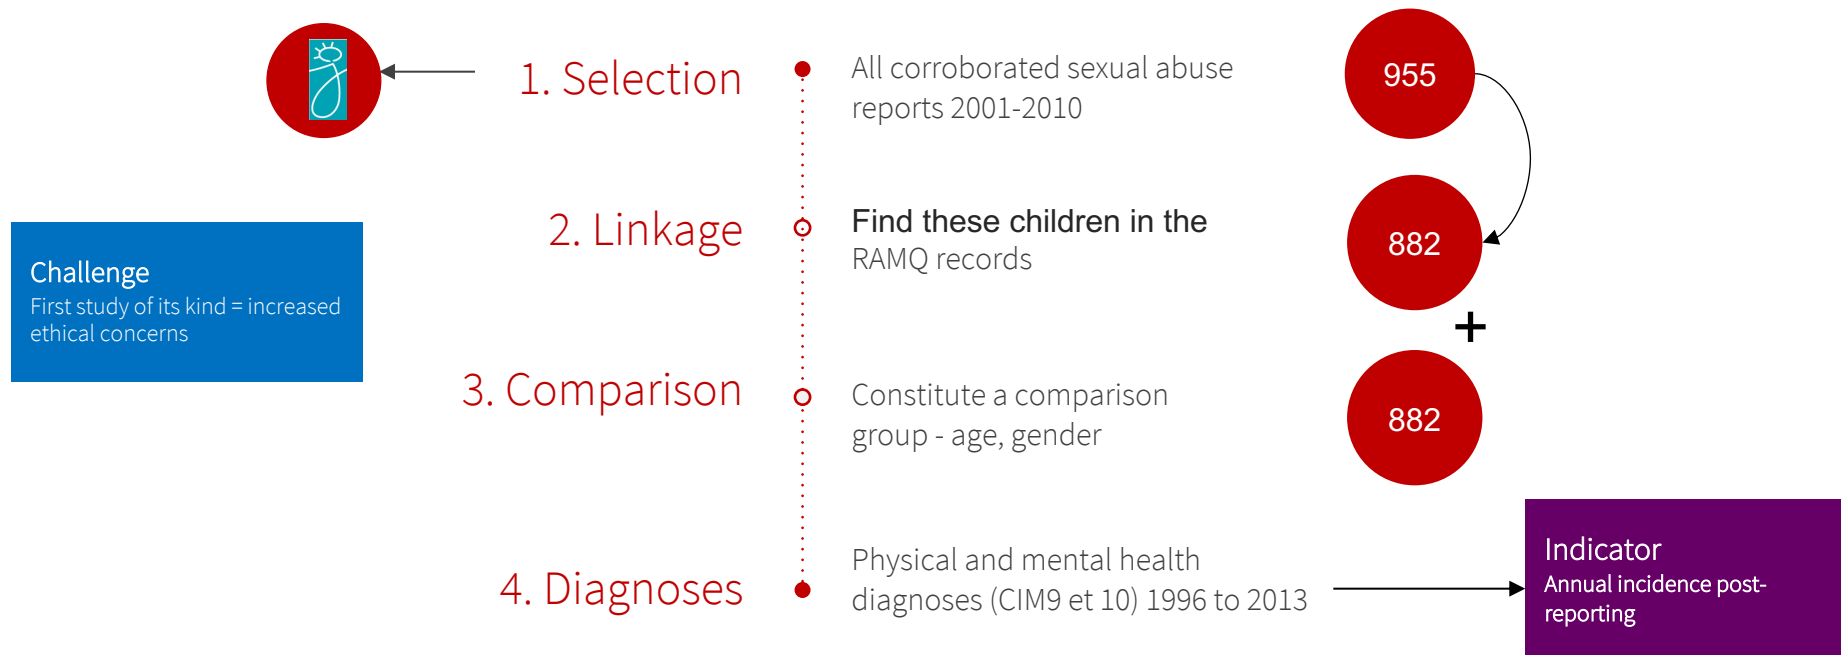 1. Selection
All corroborated sexual abuse
reports 2001-2010
955
2. Linkage
Find these children in the
RAMQ records
882
Challenge
First study of its kind = increased
ethical concerns
+
3. Comparison
Constitute a comparison
group - age, gender
882
4. Diagnoses
Physical and mental health
diagnoses (CIM9 et 10) 1996 to 2013
Indicator
Annual incidence post-
reporting